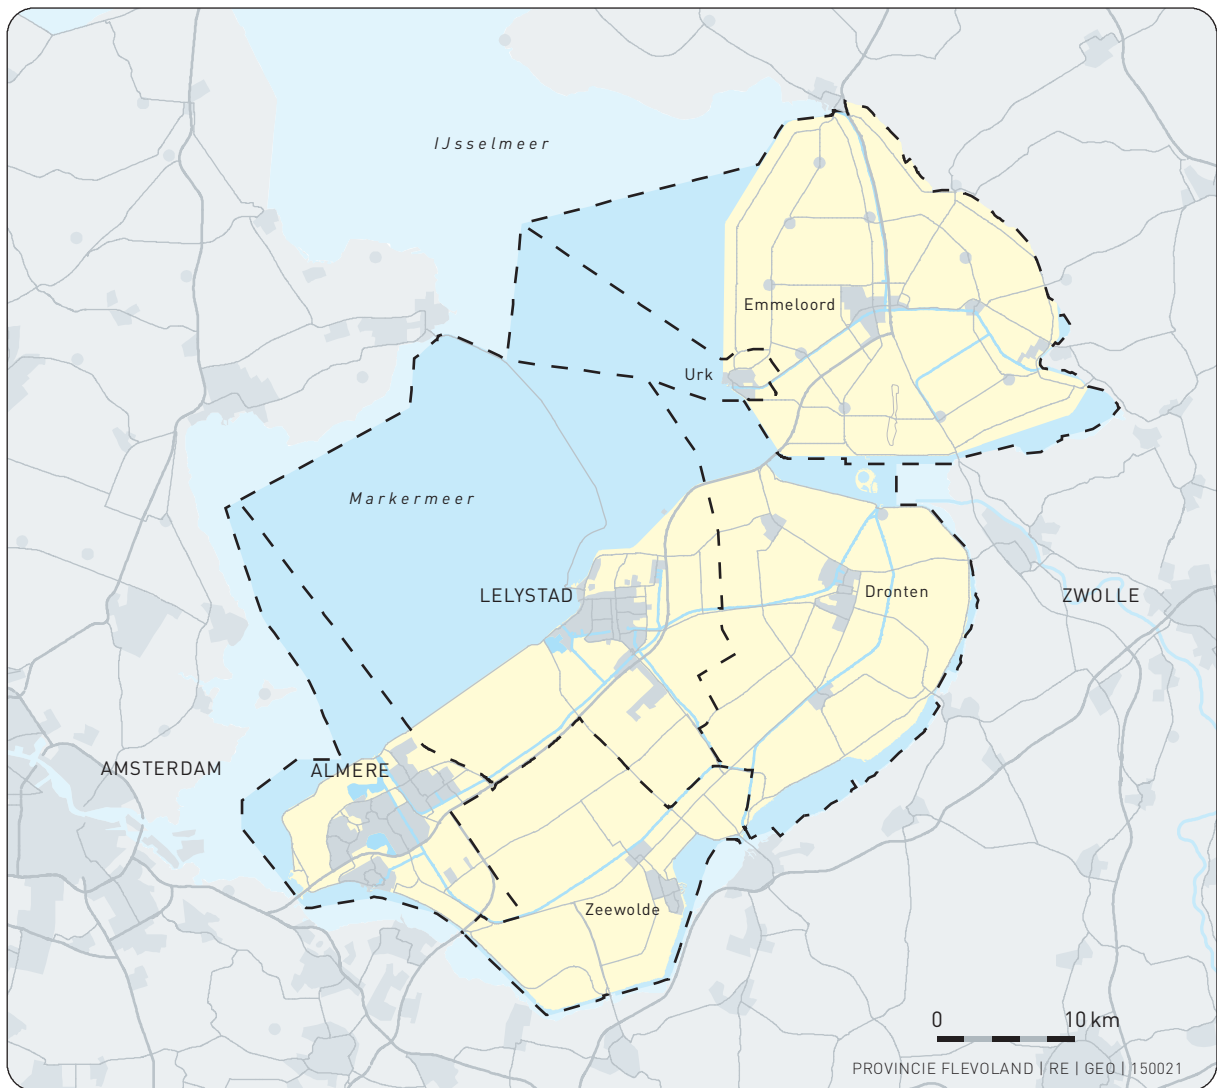 IJsselmeer
Emmeloord
Urk
Markermeer
LELYSTAD
Dronten
ZWOLLE
AMSTERDAM
ALMERE
Zeewolde
0 10 km
PROVINCIE FLEVOLAND | RE | GEO | 150021